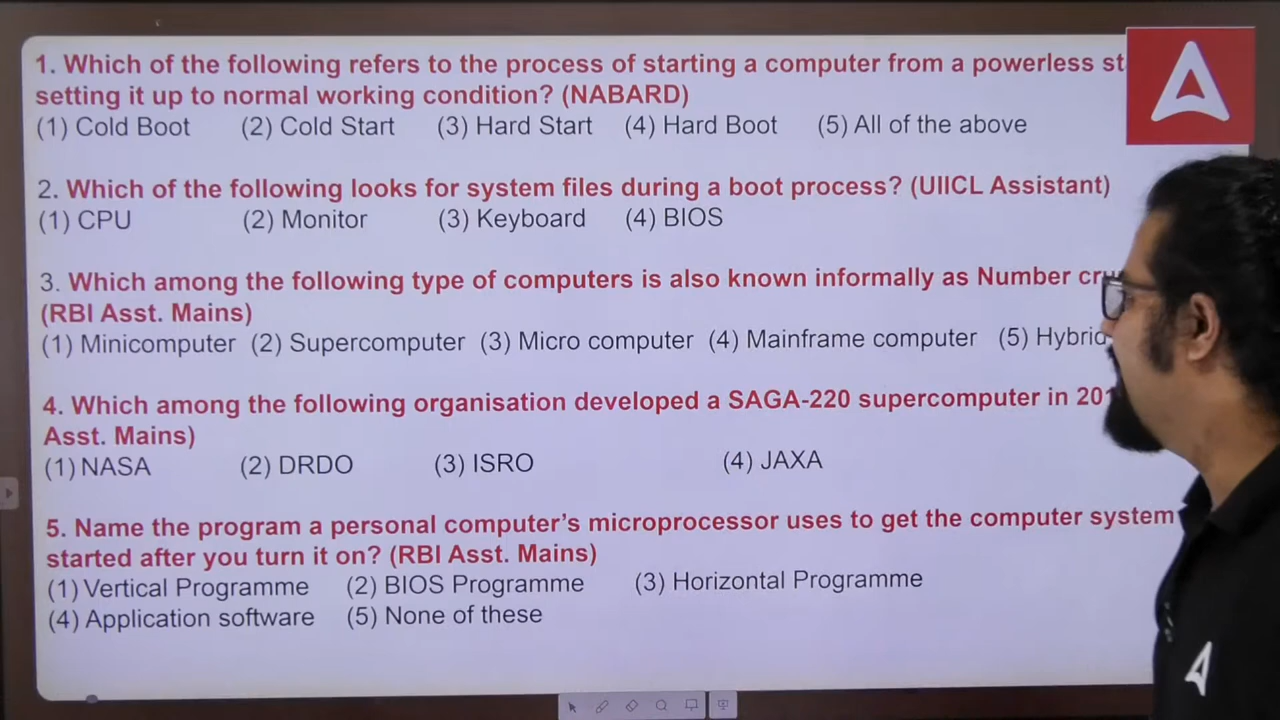 1. Which of the following refers to the process of starting a computer from a powerless
setting it up to normal working condition? (NABARD)
(1) Cold Boot (2) Cold Start (3) Hard Start (4) Hard Boot (5) All of the above
2. Which of the following looks for system files during a boot process? (UIICL Assistant)
(1) CPU (2) Monitor (3) Keyboard (4) BIOS
3. Which among the following type of computers is also known informally as Number
(RBI Asst. Mains)
(1) Minicomputer (2) Supercomputer (3) Micro computer (4) Mainframe computer (5) Hybrid
4. Which among the following organisation developed a SAGA-220 supercomputer in
Asst. Mains)
(1) NASA (2) DRDO (3) ISRO (4) JAXA
5. Name the program a personal computer's microprocessor uses to get the computer system
started after you turn it on? (RBI Asst. Mains)
(1) Vertical Programme (2) BIOS Programme (3) Horizontal Programme
(4) Application software (5) None of these